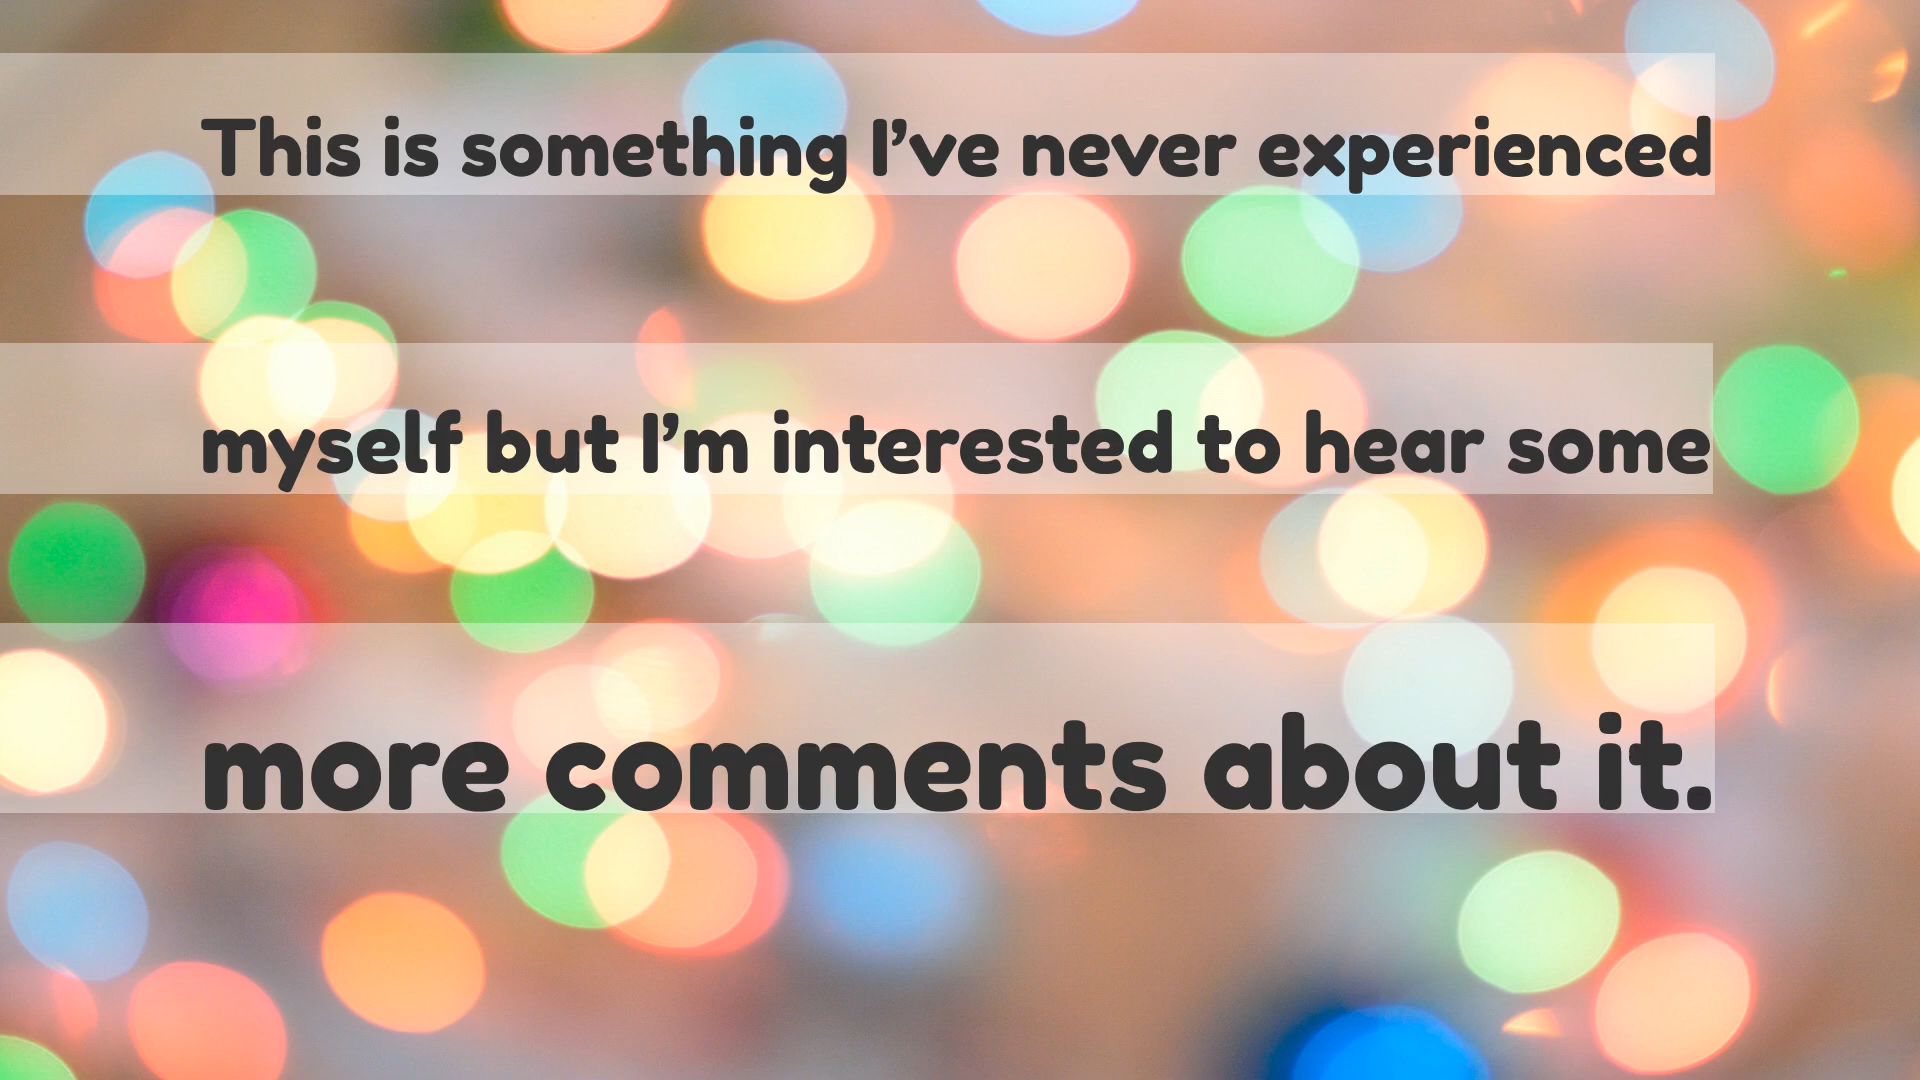 This is something I’ve never experienced
myself but I’m interested to hear some
more comments about it.